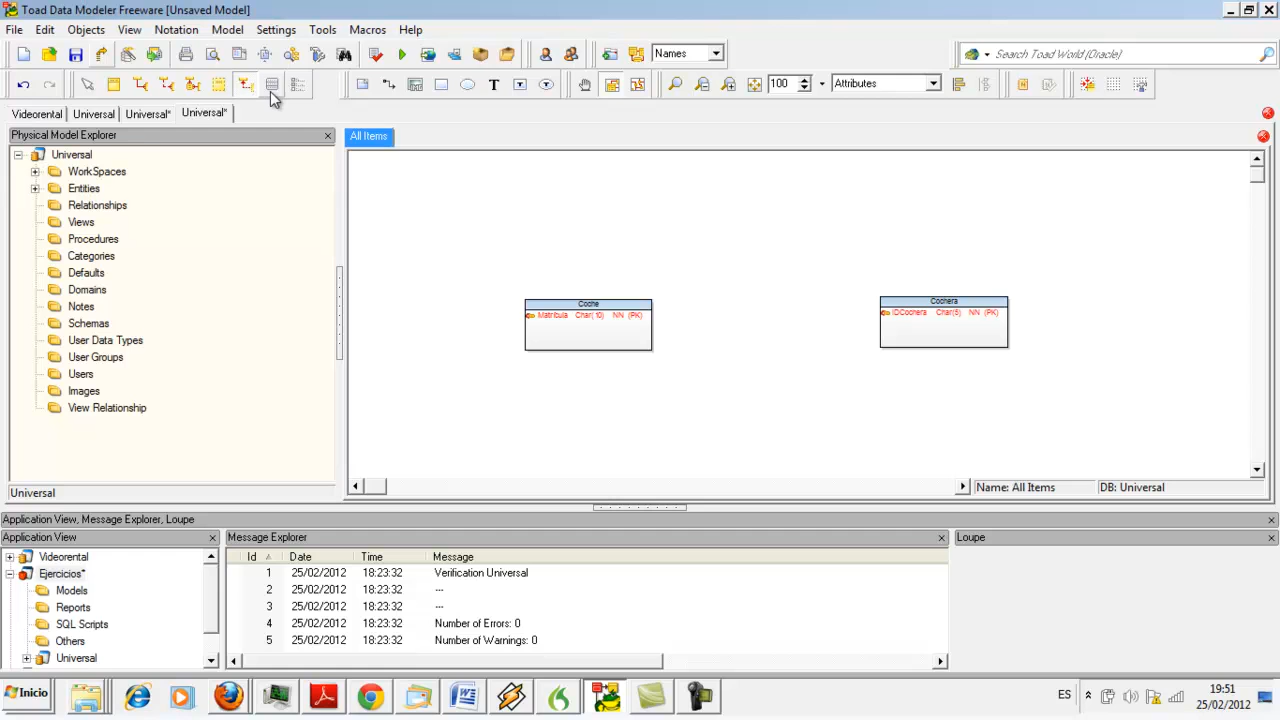 Toad Data Modeler Freeware [Unsaved Model]
File Edit Objects View Notation Model Settings Tools Macros Help
Names
Search Toad World (Oracle)
T
100
Attributes
Videorental Universal Universal* Universal*
Physical Model Explorer
All Items
Universal
WorkSpaces
Entities
Relationships
Views
Procedures
Categories
Defaults
Domains
Notes
Schemas
User Data Types
User Groups
Users
Images
View Relationship
Coche
Matrícula Char(10) NN (PK)
Cochera
IDCochera Char(5) NN (PK)
Universal
Name: All Items DB: Universal
Application View, Message Explorer, Loupe
Application View
Message Explorer
Loupe
Videorental
Ejercicios*
Models
Reports
SQL Scripts
Others
Universal
Id Date Time Message
1 25/02/2012 18:23:32 Verification Universal
2 25/02/2012 18:23:32 ---
3 25/02/2012 18:23:32 ---
4 25/02/2012 18:23:32 Number of Errors: 0
5 25/02/2012 18:23:32 Number of Warnings: 0
Inicio
ES
19:51
25/02/2012